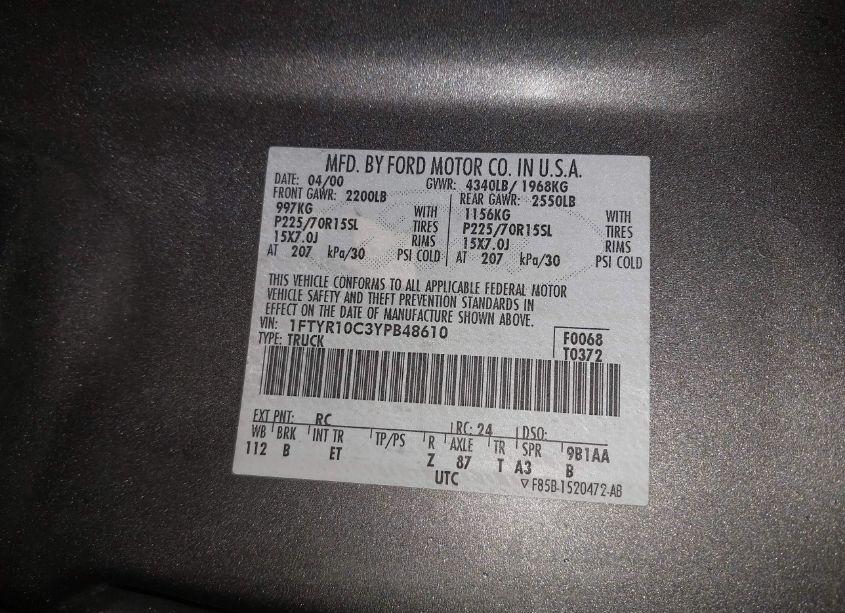 MFD. BY FORD MOTOR CO. IN U.S.A.
DATE: 04/00 GVWR: 4340LB/ 1968KG
FRONT GAWR: 2200LB REAR GAWR: 2550LB
997KG WITH 1156KG WITH
P225/70R15SL TIRES P225/70R15SL TIRES
15X7.0J RIMS 15X7.0J RIMS
AT 207 kPa/30 PSI COLD AT 207 kPa/30 PSI COLD
THIS VEHICLE CONFORMS TO ALL APPLICABLE FEDERAL MOTOR
VEHICLE SAFETY AND THEFT PREVENTION STANDARDS IN
EFFECT ON THE DATE OF MANUFACTURE SHOWN ABOVE.
VIN: 1FTYR10C3YPB48610 F0068
TYPE: TRUCK T0372
EXT PNT: RC RC: 24 DSO:
WB BRK INT TR TP/PS R AXLE TR SPR 9B1AA
112 B ET Z 87 T A3 B
UTC ▽F85B-1520472-AB